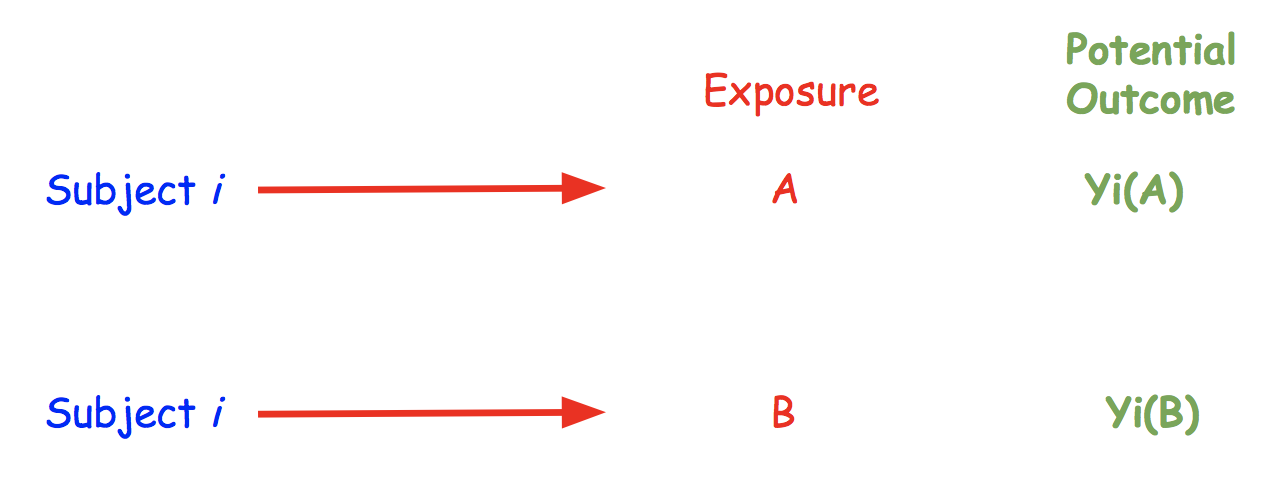 Potential
Outcome
Exposure
Subject i
A
Yi(A)
Subject i
B
Yi(B)